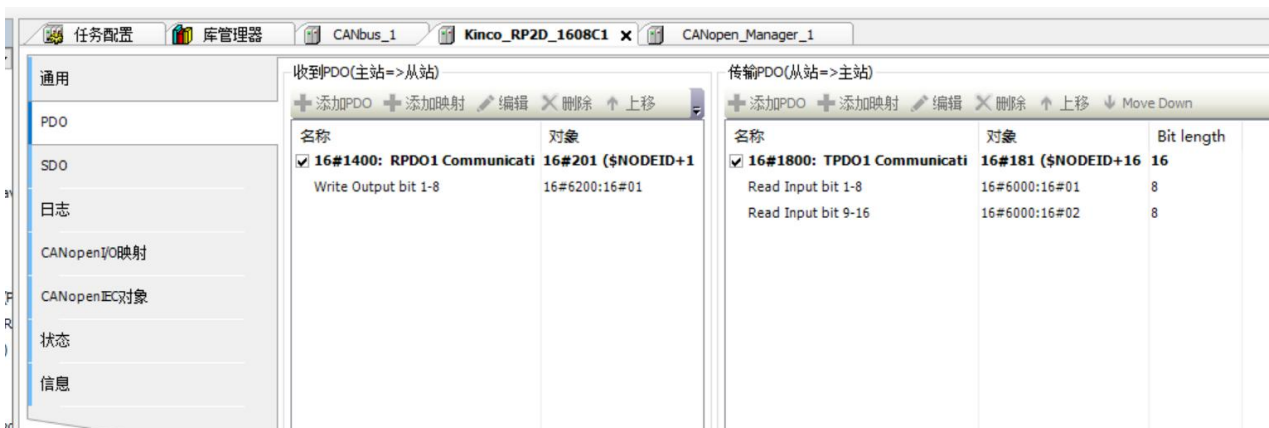 任务配置 库管理器 CANbus_1 Kinco_RP2D_1608C1 CANopen_Manager_1
通用
PDO
SDO
日志
CANopenI/O映射
CANopenIEC对象
状态
信息
收到PDO(主站=>从站)
添加PDO 添加映射 编辑 删除 上移
名称 对象
16#1400: RPDO1 Communicati 16#201 ($NODEID+1
Write Output bit 1-8 16#6200:16#01
传输PDO(从站=>主站)
添加PDO 添加映射 编辑 删除 上移 Move Down
名称 对象 Bit length
16#1800: TPDO1 Communicati 16#181 ($NODEID+16 16
Read Input bit 1-8 16#6000:16#01 8
Read Input bit 9-16 16#6000:16#02 8